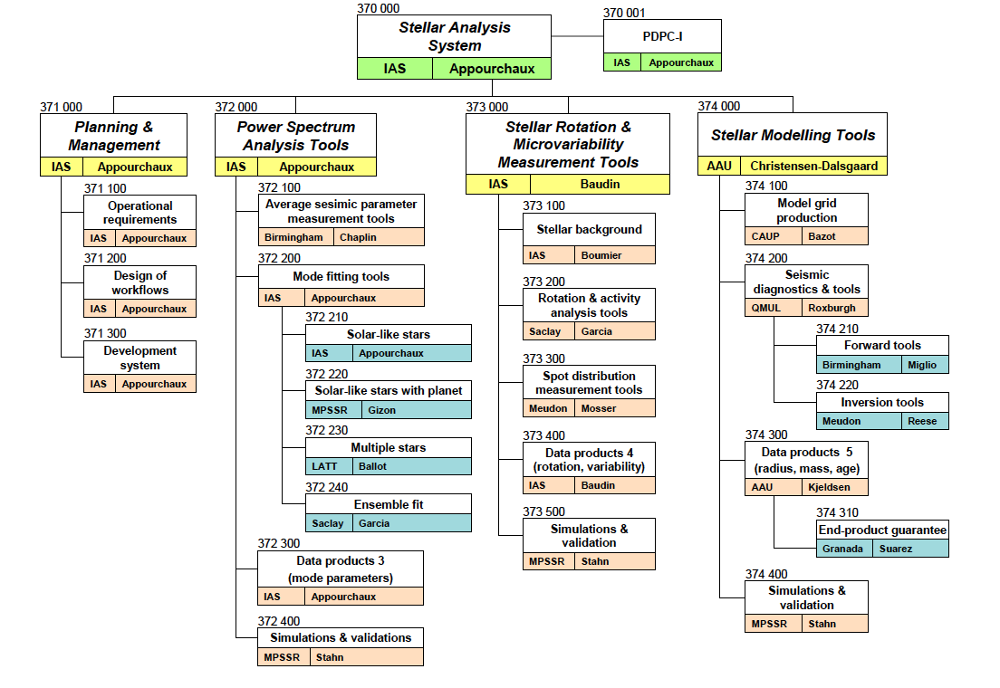 370 000
Stellar Analysis
System
IAS Appourchaux
370 001
PDPC-I
IAS Appourchaux
371 000
Planning &
Management
IAS Appourchaux
371 100
Operational
requirements
IAS Appourchaux
371 200
Design of
workflows
IAS Appourchaux
371 300
Development
system
IAS Appourchaux
372 000
Power Spectrum
Analysis Tools
IAS Appourchaux
372 100
Average sesimic parameter
measurement tools
Birmingham Chaplin
372 200
Mode fitting tools
IAS Appourchaux
372 210
Solar-like stars
IAS Appourchaux
372 220
Solar-like stars with planet
MPSSR Gizon
372 230
Multiple stars
LATT Ballot
372 240
Ensemble fit
Saclay Garcia
372 300
Data products 3
(mode parameters)
IAS Appourchaux
372 400
Simulations & validations
MPSSR Stahn
373 000
Stellar Rotation &
Microvariability
Measurement Tools
IAS Baudin
373 100
Stellar background
IAS Boumier
373 200
Rotation & activity
analysis tools
Saclay Garcia
373 300
Spot distribution
measurement tools
Meudon Mosser
373 400
Data products 4
(rotation, variability)
IAS Baudin
373 500
Simulations &
validation
MPSSR Stahn
374 000
Stellar Modelling Tools
AAU Christensen-Dalsgaard
374 100
Model grid
production
CAUP Bazot
374 200
Seismic
diagnostics & tools
QMUL Roxburgh
374 210
Forward tools
Birmingham Miglio
374 220
Inversion tools
Meudon Reese
374 300
Data products 5
(radius, mass, age)
AAU Kjeldsen
374 310
End-product guarantee
Granada Suarez
374 400
Simulations &
validation
MPSSR Stahn